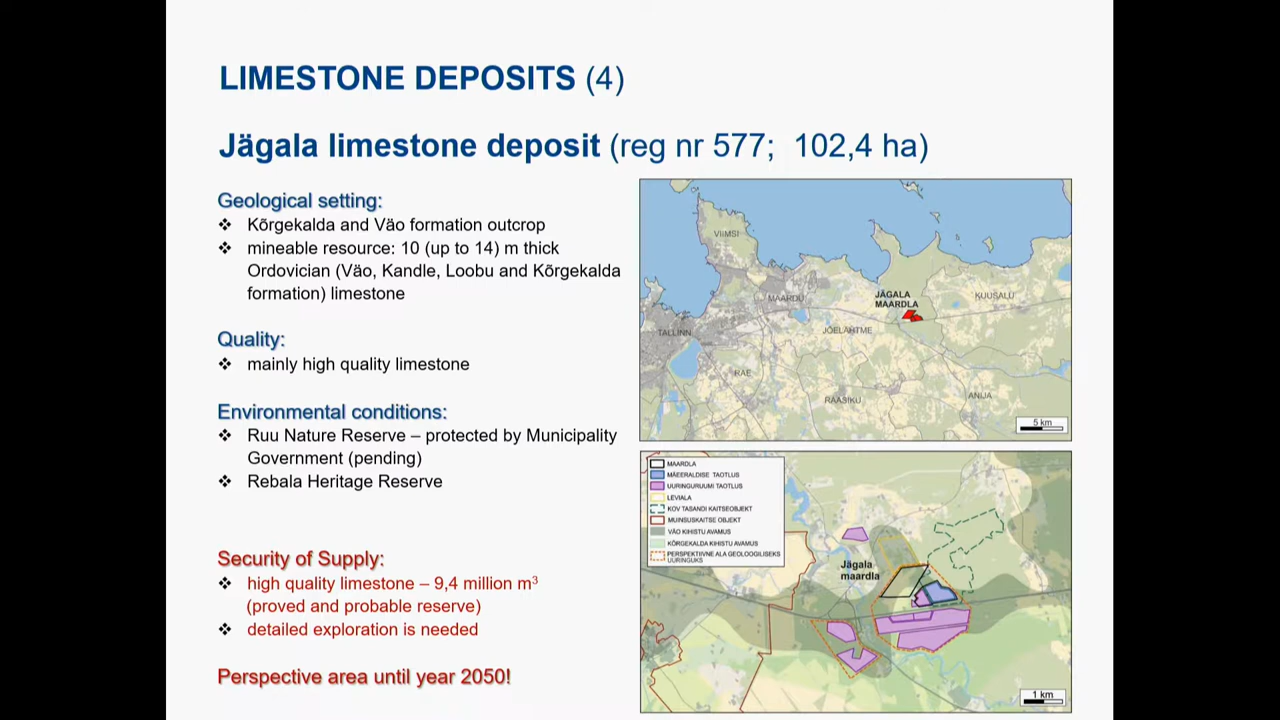 LIMESTONE DEPOSITS (4)
Jägala limestone deposit (reg nr 577; 102,4 ha)
Geological setting:
❖ Kõrgekalda and Väo formation outcrop
❖ mineable resource: 10 (up to 14) m thick
Ordovician (Väo, Kandle, Loobu and Kõrgekalda
formation) limestone
Quality:
❖ mainly high quality limestone
Environmental conditions:
❖ Ruu Nature Reserve – protected by Municipality
Government (pending)
❖ Rebala Heritage Reserve
Security of Supply:
❖ high quality limestone – 9,4 million m³
(proved and probable reserve)
❖ detailed exploration is needed
Perspective area until year 2050!
VIIMSI
MAARDU
JÄGALA
MAARDLA
KUUSALU
TALLINN
JÕELÄHTME
RAE
RAASIKU
ANIJA
5 km
MAARDLA
MÄEERALDISE TAOTLUS
UURINGURUUMI TAOTLUS
LEVIALA
KOV TASANDI KAITSEOBJEKT
MUINSUSKAITSE OBJEKT
VÄO KIHISTU AVAMUS
KÕRGEKALDA KIHISTU AVAMUS
PERSPEKTIIVNE ALA GEOLOOGILISEKS
UURINGUKS
Jägala
maardla
1 km